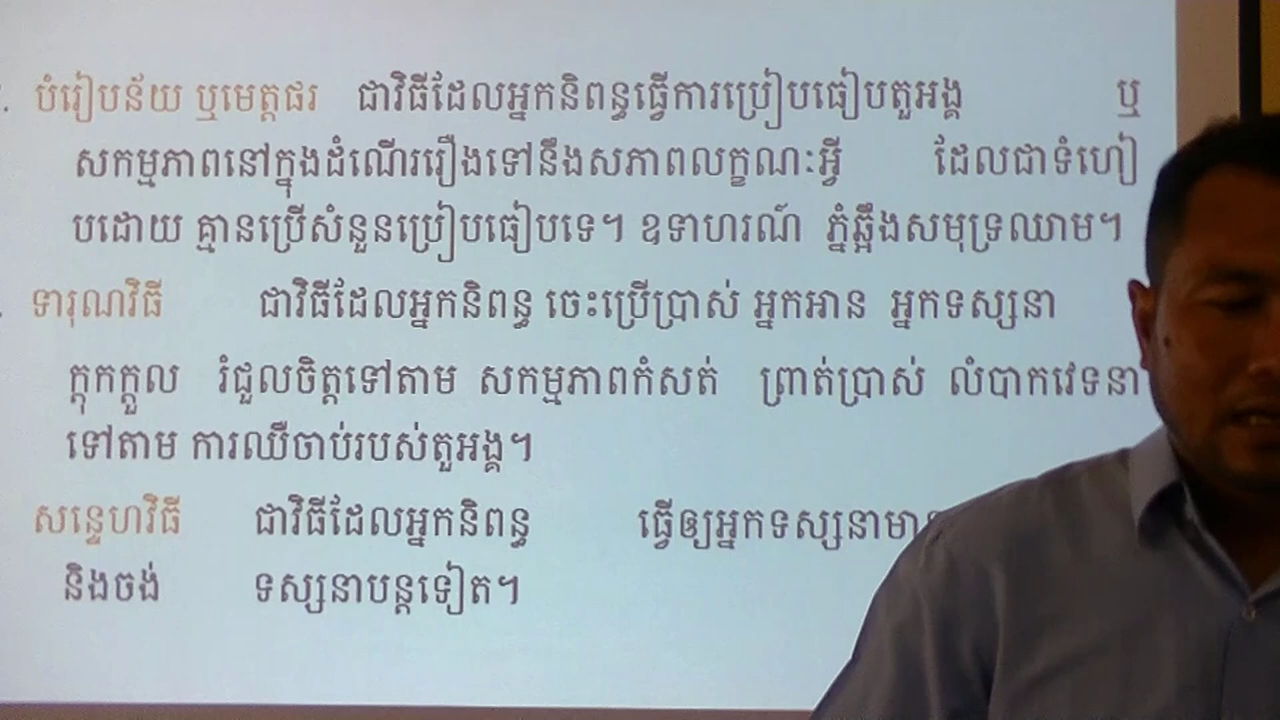 . បំរៀបន័យ ឬមេត្តផរ ជាវិធីដែលអ្នកនិពន្ធធ្វើការប្រៀបធៀបតួអង្គ ឬ
សកម្មភាពនៅក្នុងដំណើររឿងទៅនឹងសភាពលក្ខណៈអ្វី ដែលជាទំហៀ
បដោយ គ្មានប្រើសំនួនប្រៀបធៀបទេ។ ឧទាហរណ៍ ភ្នំឆ្អឹងសមុទ្រឈាម។
ទារុណវិធី ជាវិធីដែលអ្នកនិពន្ធ ចេះប្រើប្រាស់ អ្នកអាន អ្នកទស្សនា
ក្តុកក្តួល រំជួលចិត្តទៅតាម សកម្មភាពកំសត់ ព្រាត់ប្រាស់ លំបាកវេទនា
ទៅតាម ការឈឺចាប់របស់តួអង្គ។
សន្ទេហវិធី ជាវិធីដែលអ្នកនិពន្ធ ធ្វើឲ្យអ្នកទស្សនា
និងចង់ ទស្សនាបន្តទៀត។